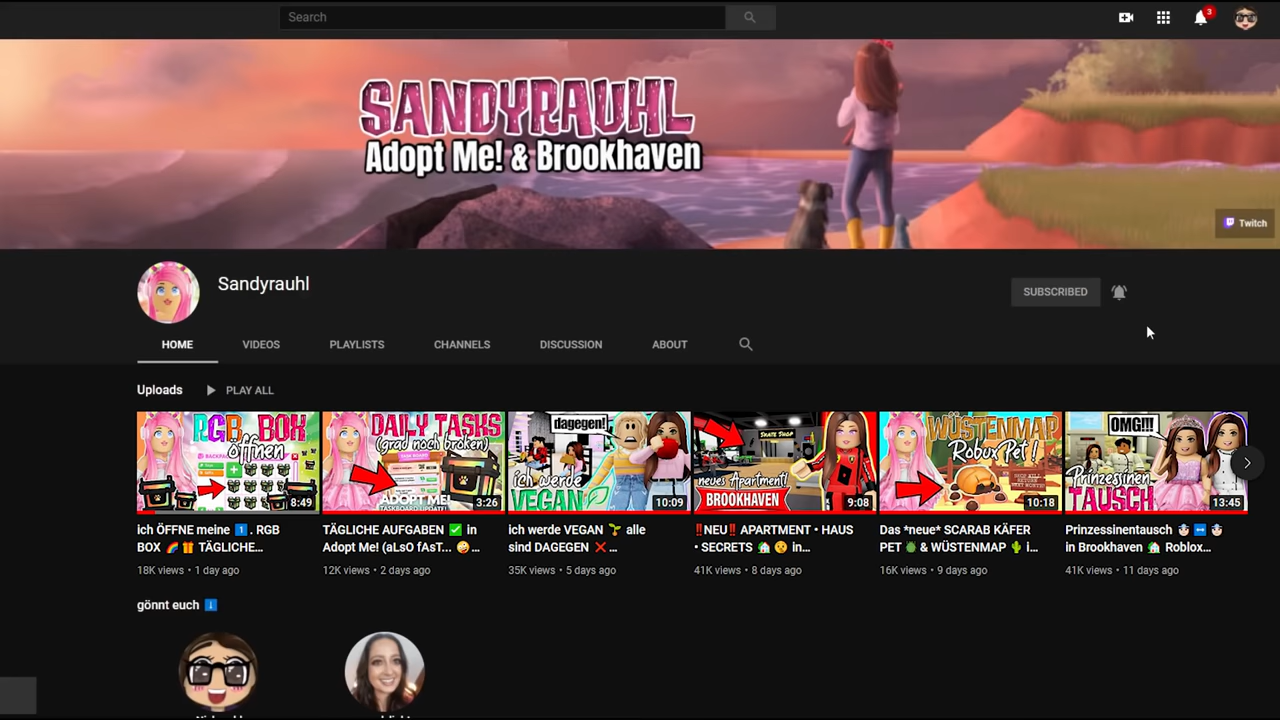 Search
3
SANDYRAUHL
Adopt Me! & Brookhaven
Twitch
Sandyrauhl
SUBSCRIBED
HOME VIDEOS PLAYLISTS CHANNELS DISCUSSION ABOUT
Uploads PLAY ALL
RGB BOX
öffnen
8:49
DAILY TASKS
(grad noch broken)
ADOPT ME!
TASKBOARD UPDATE!
3:26
dagegen!
ich werde
VEGAN
10:09
SKATE SHOP
neues Apartment!
BROOKHAVEN
9:08
WÜSTENMAP
Robux Pet!
10:18
OMG!!!
Prinzessinen
TAUSCH
13:45
ich ÖFFNE meine 1️⃣. RGB
BOX 🌈🎁 TÄGLICHE...
18K views • 1 day ago
TÄGLICHE AUFGABEN ✅ in
Adopt Me! (aLsO fAsT... 🤪...
12K views • 2 days ago
ich werde VEGAN 🌱 alle
sind DAGEGEN ❌...
35K views • 5 days ago
‼️NEU‼️ APARTMENT • HAUS
• SECRETS 🏠😮 in...
41K views • 8 days ago
Das *neue* SCARAB KÄFER
PET 🪲 & WÜSTENMAP 🌵 i...
16K views • 9 days ago
Prinzessinentausch 👸🏻↔️👸🏻
in Brookhaven 🏠 Roblox...
41K views • 11 days ago
gönnt euch ℹ️